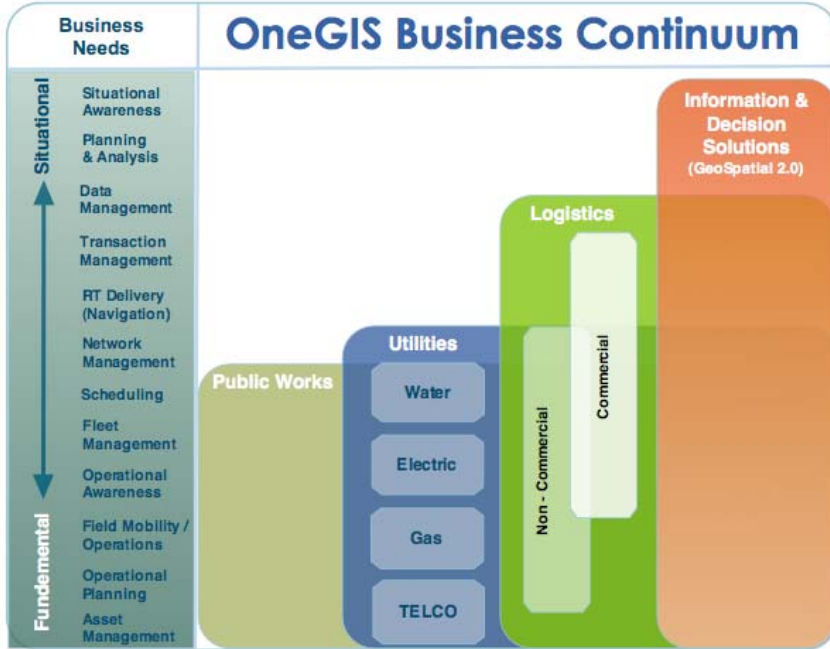 Business
Needs
OneGIS Business Continuum
Situational
Fundemental
Situational
Awareness
Planning
& Analysis
Data
Management
Transaction
Management
RT Delivery
(Navigation)
Network
Management
Scheduling
Fleet
Management
Operational
Awareness
Field Mobility /
Operations
Operational
Planning
Asset
Management
Public Works
Utilities
Water
Electric
Gas
TELCO
Logistics
Non - Commercial
Commercial
Information &
Decision
Solutions
(GeoSpatial 2.0)